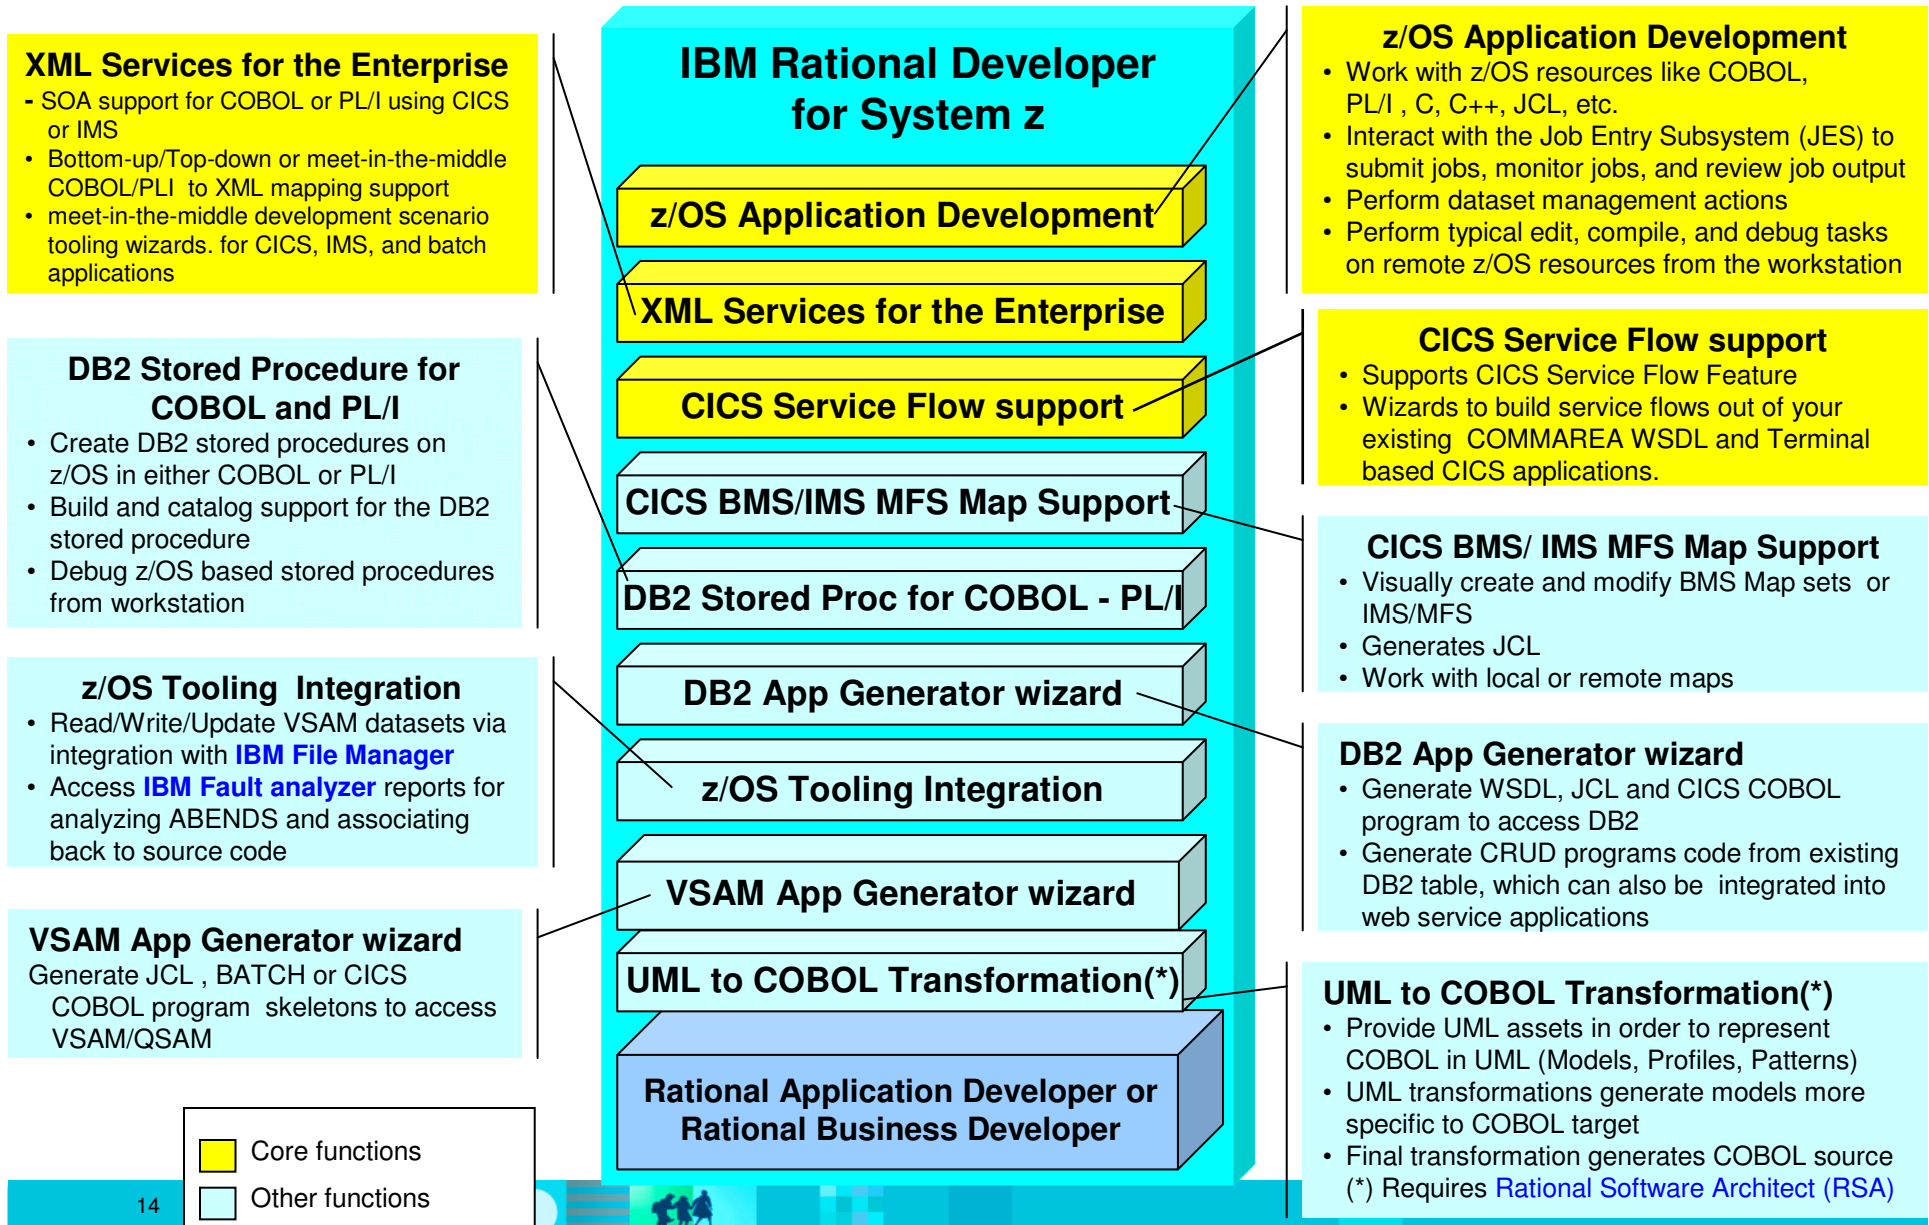 XML Services for the Enterprise
- SOA support for COBOL or PL/I using CICS
or IMS
• Bottom-up/Top-down or meet-in-the-middle
COBOL/PLI to XML mapping support
• meet-in-the-middle development scenario
tooling wizards. for CICS, IMS, and batch
applications
DB2 Stored Procedure for
COBOL and PL/I
• Create DB2 stored procedures on
z/OS in either COBOL or PL/I
• Build and catalog support for the DB2
stored procedure
• Debug z/OS based stored procedures
from workstation
z/OS Tooling Integration
• Read/Write/Update VSAM datasets via
integration with IBM File Manager
• Access IBM Fault analyzer reports for
analyzing ABENDS and associating
back to source code
VSAM App Generator wizard
Generate JCL , BATCH or CICS
COBOL program skeletons to access
VSAM/QSAM
Core functions
Other functions
14
IBM Rational Developer
for System z
z/OS Application Development
XML Services for the Enterprise
CICS Service Flow support
CICS BMS/IMS MFS Map Support
DB2 Stored Proc for COBOL - PL/I
DB2 App Generator wizard
z/OS Tooling Integration
VSAM App Generator wizard
UML to COBOL Transformation(*)
Rational Application Developer or
Rational Business Developer
z/OS Application Development
• Work with z/OS resources like COBOL,
PL/I , C, C++, JCL, etc.
• Interact with the Job Entry Subsystem (JES) to
submit jobs, monitor jobs, and review job output
• Perform dataset management actions
• Perform typical edit, compile, and debug tasks
on remote z/OS resources from the workstation
CICS Service Flow support
• Supports CICS Service Flow Feature
• Wizards to build service flows out of your
existing COMMAREA WSDL and Terminal
based CICS applications.
CICS BMS/ IMS MFS Map Support
• Visually create and modify BMS Map sets or
IMS/MFS
• Generates JCL
• Work with local or remote maps
DB2 App Generator wizard
• Generate WSDL, JCL and CICS COBOL
program to access DB2
• Generate CRUD programs code from existing
DB2 table, which can also be integrated into
web service applications
UML to COBOL Transformation(*)
• Provide UML assets in order to represent
COBOL in UML (Models, Profiles, Patterns)
• UML transformations generate models more
specific to COBOL target
• Final transformation generates COBOL source
(*) Requires Rational Software Architect (RSA)